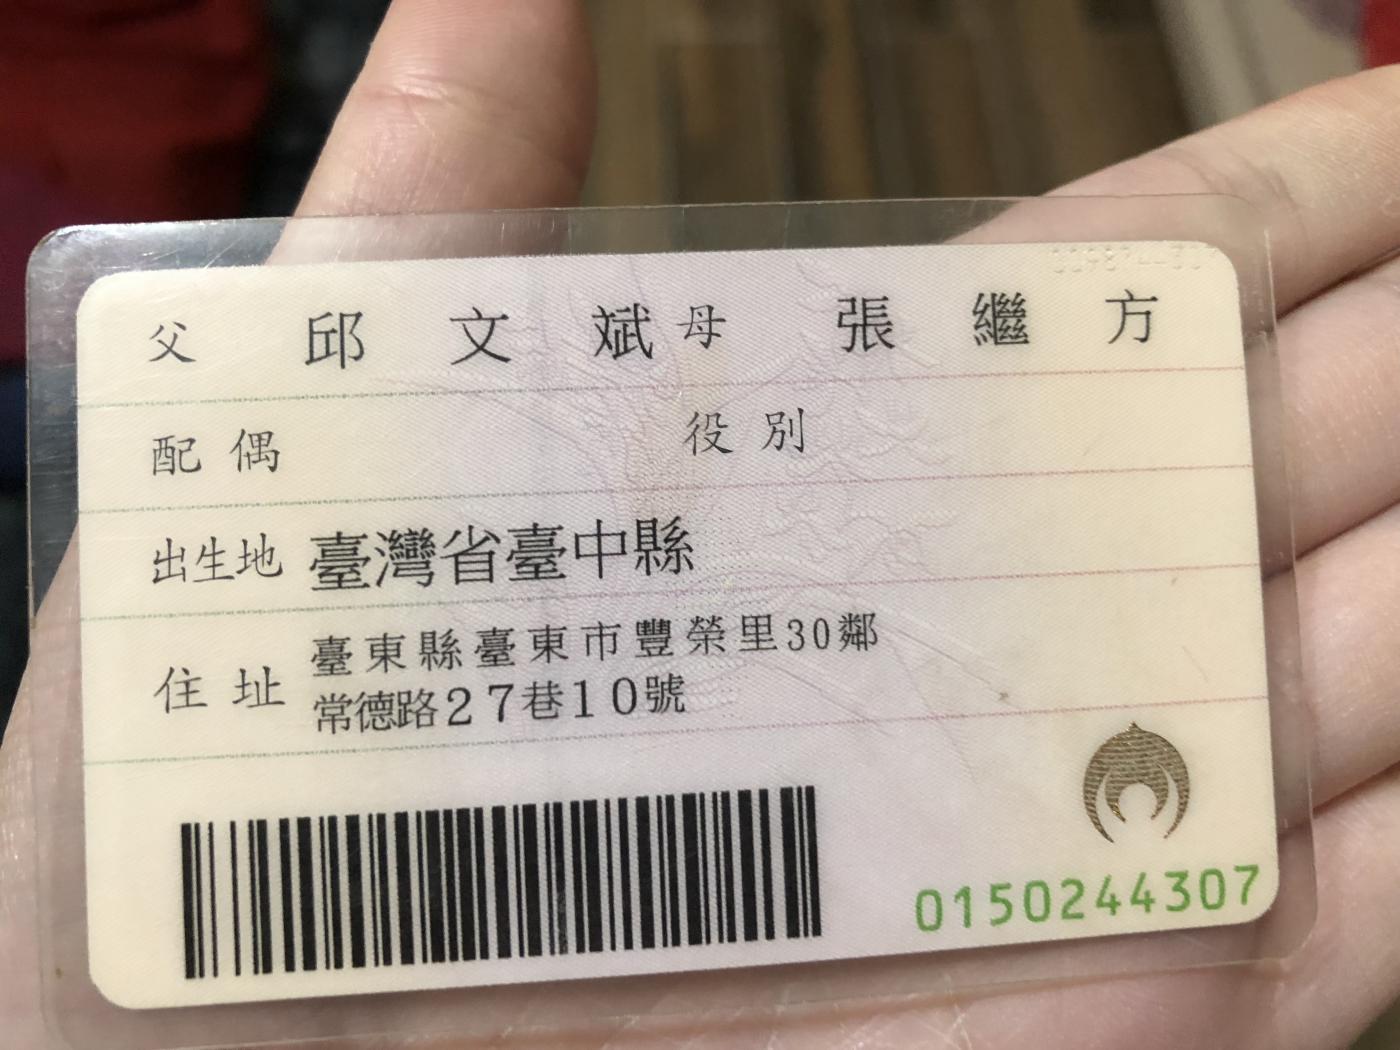 父 邱文斌 母 張繼方
配偶 役別
出生地 臺灣省臺中縣
住址 臺東縣臺東市豐榮里30鄰
常德路27巷10號
0150244307